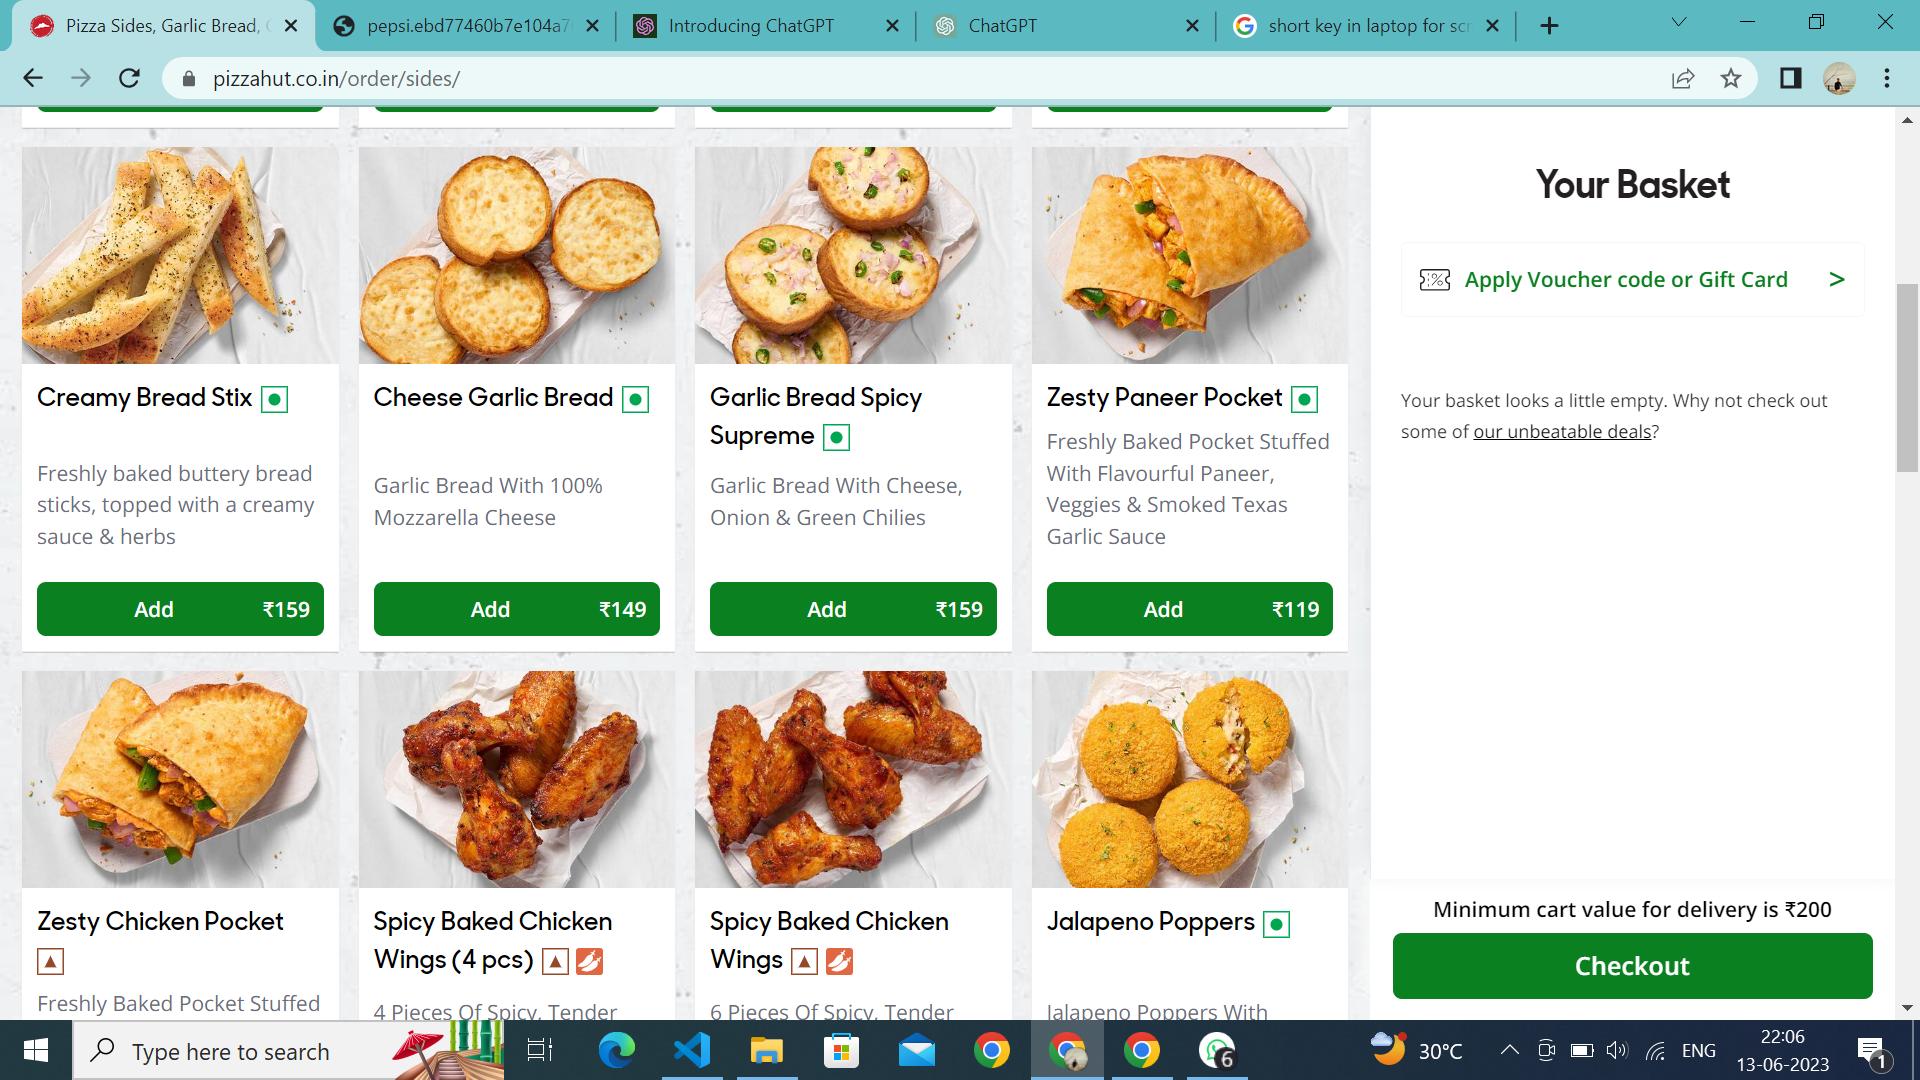 Pizza Sides, Garlic Bread,
pepsi.ebd77460b7e104a7
Introducing ChatGPT
ChatGPT
short key in laptop for scr
pizzahut.co.in/order/sides/
Creamy Bread Stix
Freshly baked buttery bread
sticks, topped with a creamy
sauce & herbs
Add ₹159
Cheese Garlic Bread
Garlic Bread With 100%
Mozzarella Cheese
Add ₹149
Garlic Bread Spicy
Supreme
Garlic Bread With Cheese,
Onion & Green Chilies
Add ₹159
Zesty Paneer Pocket
Freshly Baked Pocket Stuffed
With Flavourful Paneer,
Veggies & Smoked Texas
Garlic Sauce
Add ₹119
Zesty Chicken Pocket
Freshly Baked Pocket Stuffed
Spicy Baked Chicken
Wings (4 pcs)
4 Pieces Of Spicy, Tender
Spicy Baked Chicken
Wings
6 Pieces Of Spicy, Tender
Jalapeno Poppers
Jalapeno Poppers With
Your Basket
Apply Voucher code or Gift Card >
Your basket looks a little empty. Why not check out
some of our unbeatable deals?
Minimum cart value for delivery is ₹200
Checkout
Type here to search
6
30°C
ENG
22:06
13-06-2023
1